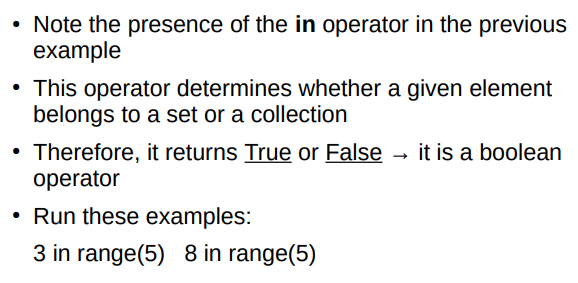 • Note the presence of the in operator in the previous
example
• This operator determines whether a given element
belongs to a set or a collection
• Therefore, it returns True or False → it is a boolean
operator
• Run these examples:
3 in range(5)   8 in range(5)